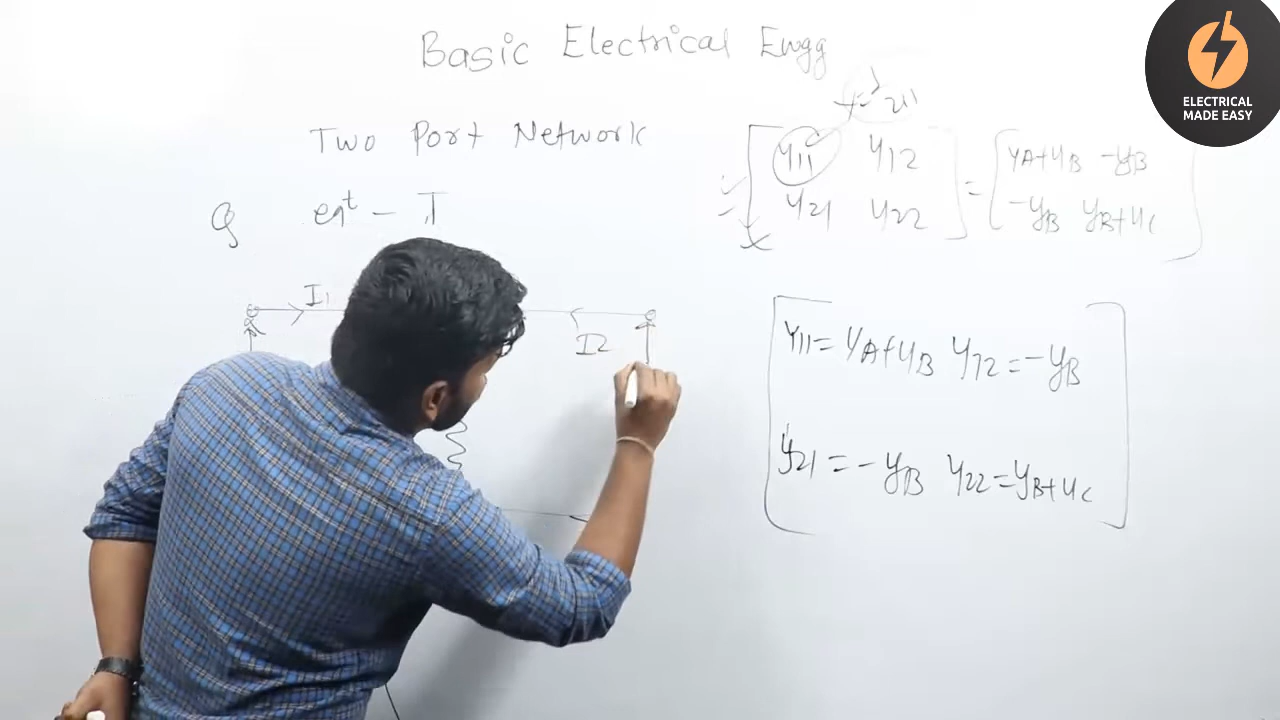 Basic Electrical Engg
ELECTRICAL
MADE EASY
Two Port Network
Y11 Y12
Y21 Y22
=
YA+YB -YB
-YB YB+YC
Q eqt - T
I1
I2
Y11=YA+YB Y12=-YB
Y21=-YB Y22=YB+YC